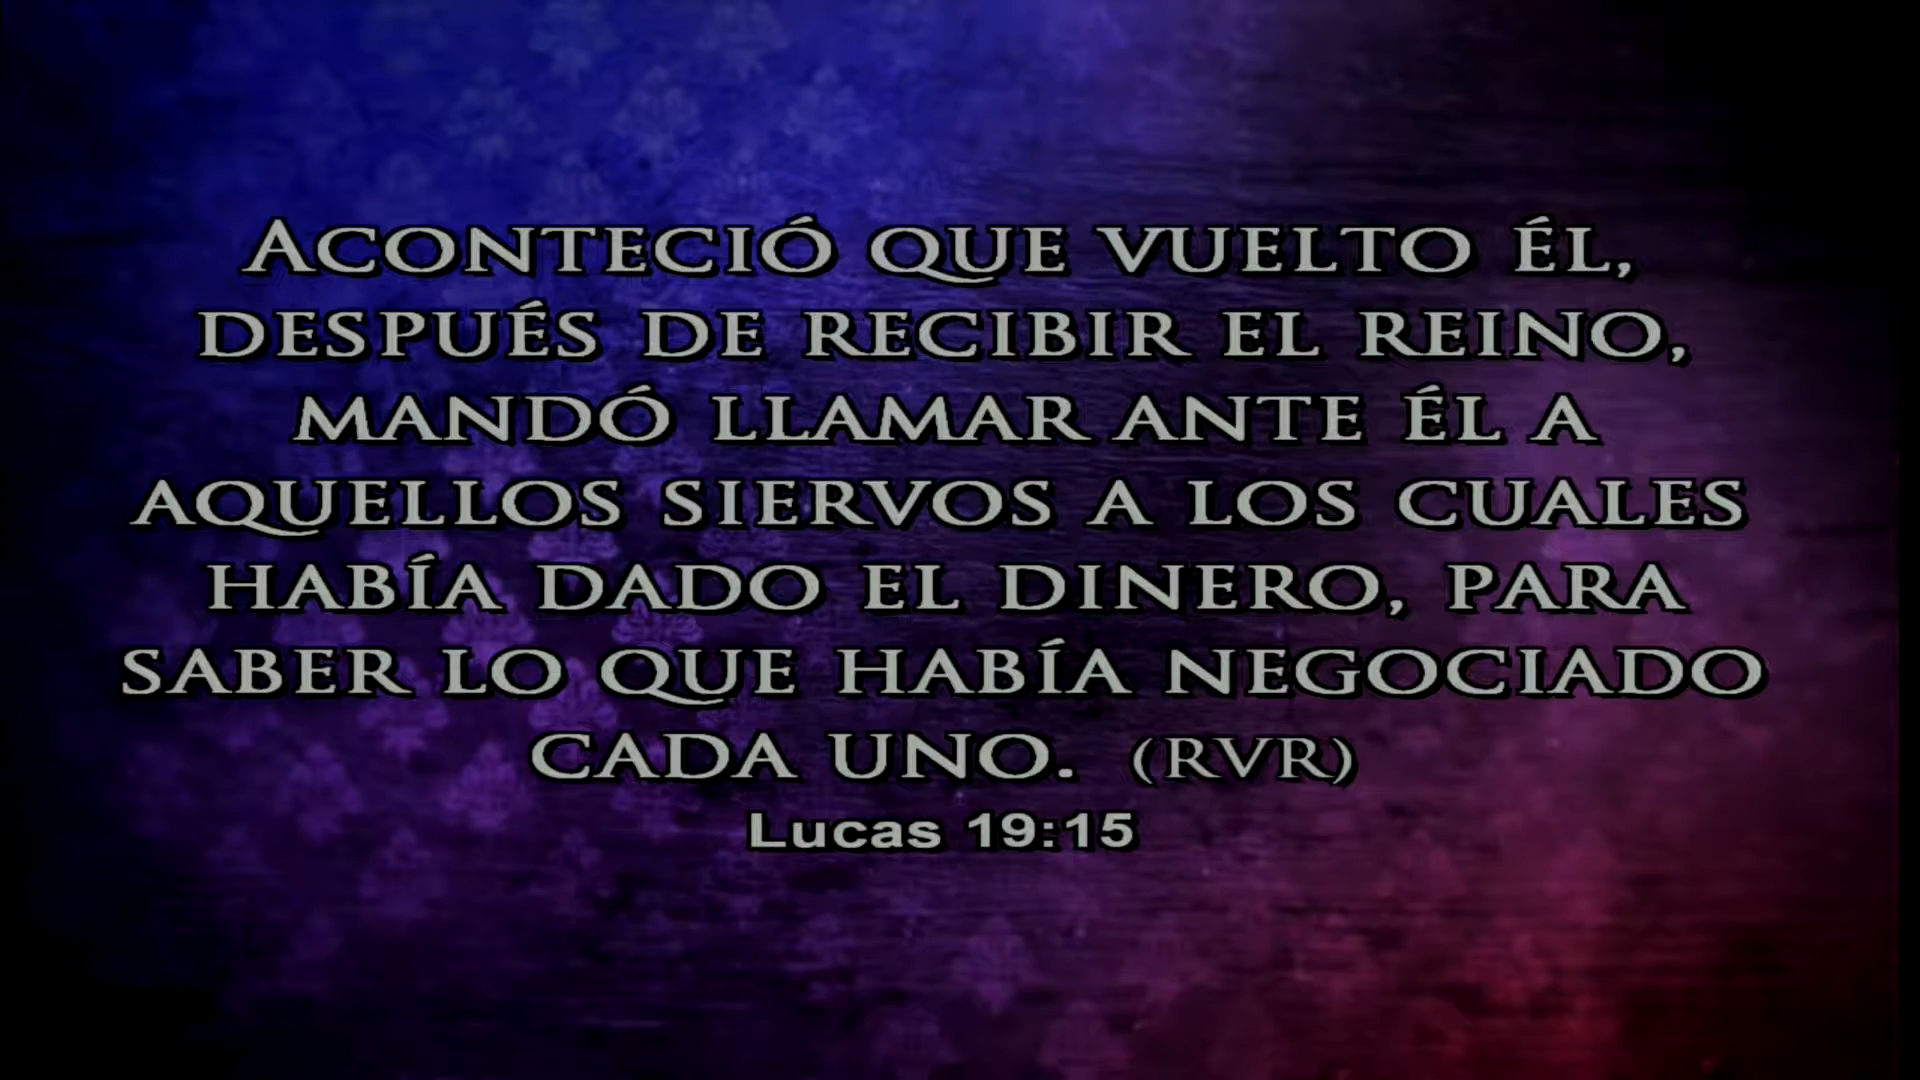 Aconteció que vuelto él,
después de recibir el reino,
mandó llamar ante él a
aquellos siervos a los cuales
había dado el dinero, para
saber lo que había negociado
cada uno. (RVR)
Lucas 19:15